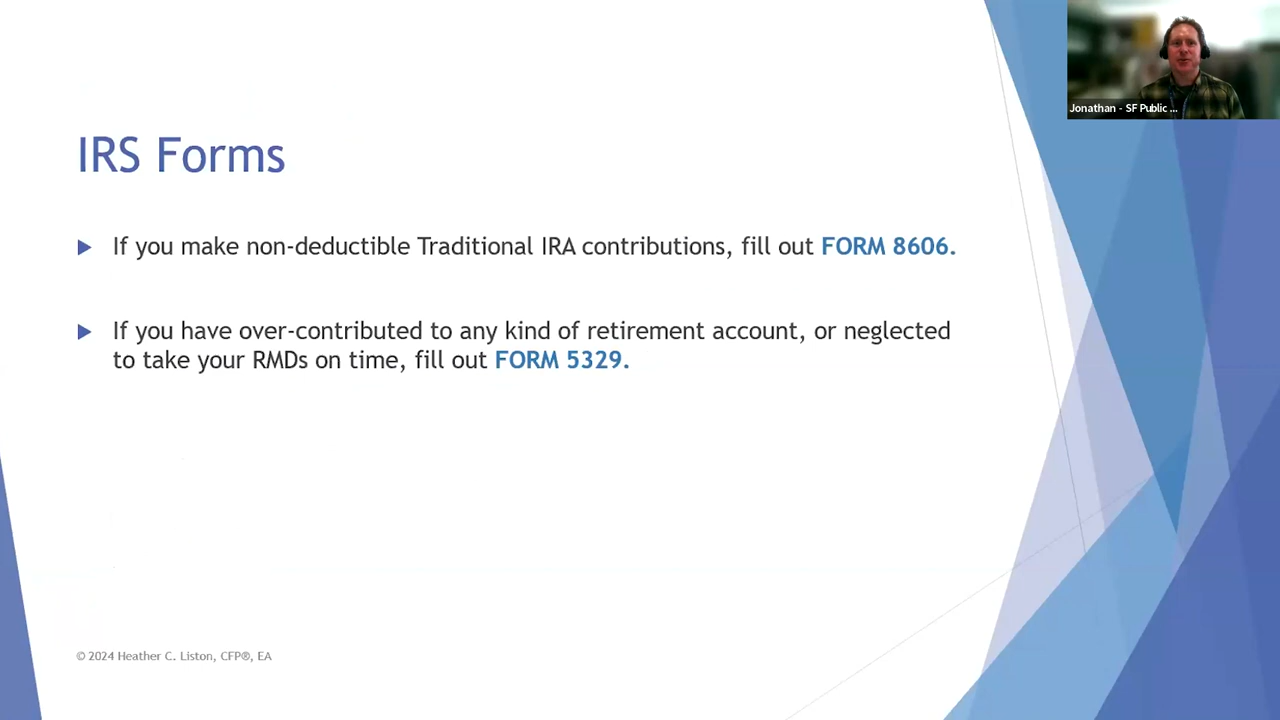 Jonathan - SF Public ...
IRS Forms
If you make non-deductible Traditional IRA contributions, fill out FORM 8606.
If you have over-contributed to any kind of retirement account, or neglected
to take your RMDs on time, fill out FORM 5329.
© 2024 Heather C. Liston, CFP®, EA